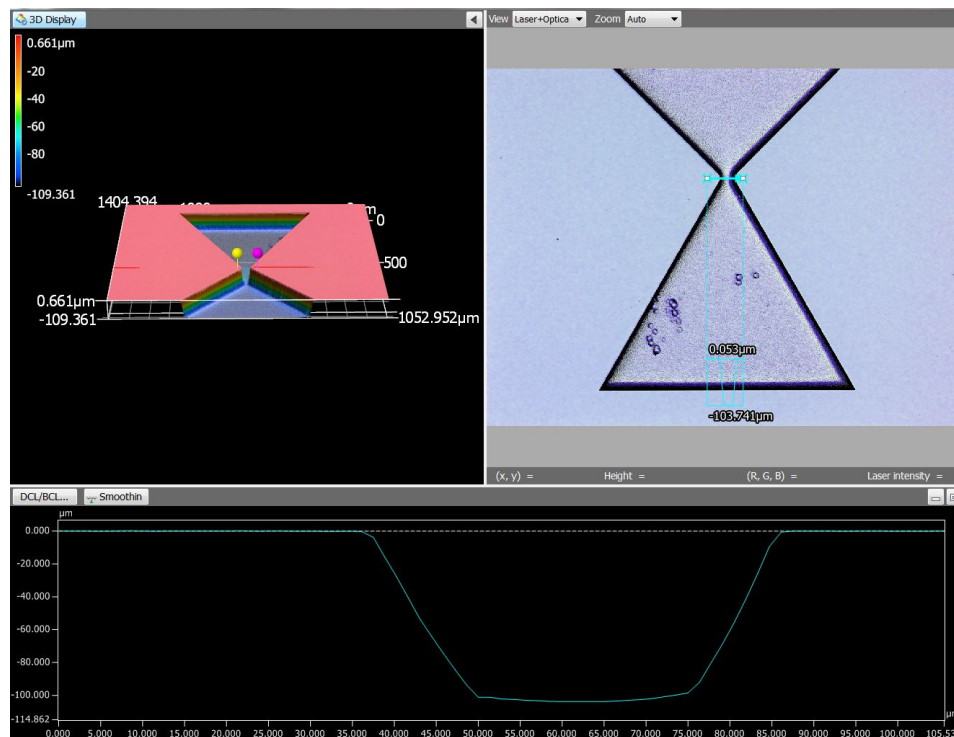 3D Display
0.661µm
-20
-40
-60
-80
-109.361
1404.394
0
500
0.661µm
-109.361
1052.952µm
View Laser+Optica Zoom Auto
0.053µm
-103.741µm
(x, y) = Height = (R, G, B) = Laser intensity =
DCL/BCL... Smoothin
µm
0.000
-20.000
-40.000
-60.000
-80.000
-100.000
-114.862
0.000 5.000 10.000 15.000 20.000 25.000 30.000 35.000 40.000 45.000 50.000 55.000 60.000 65.000 70.000 75.000 80.000 85.000 90.000 95.000 100.000